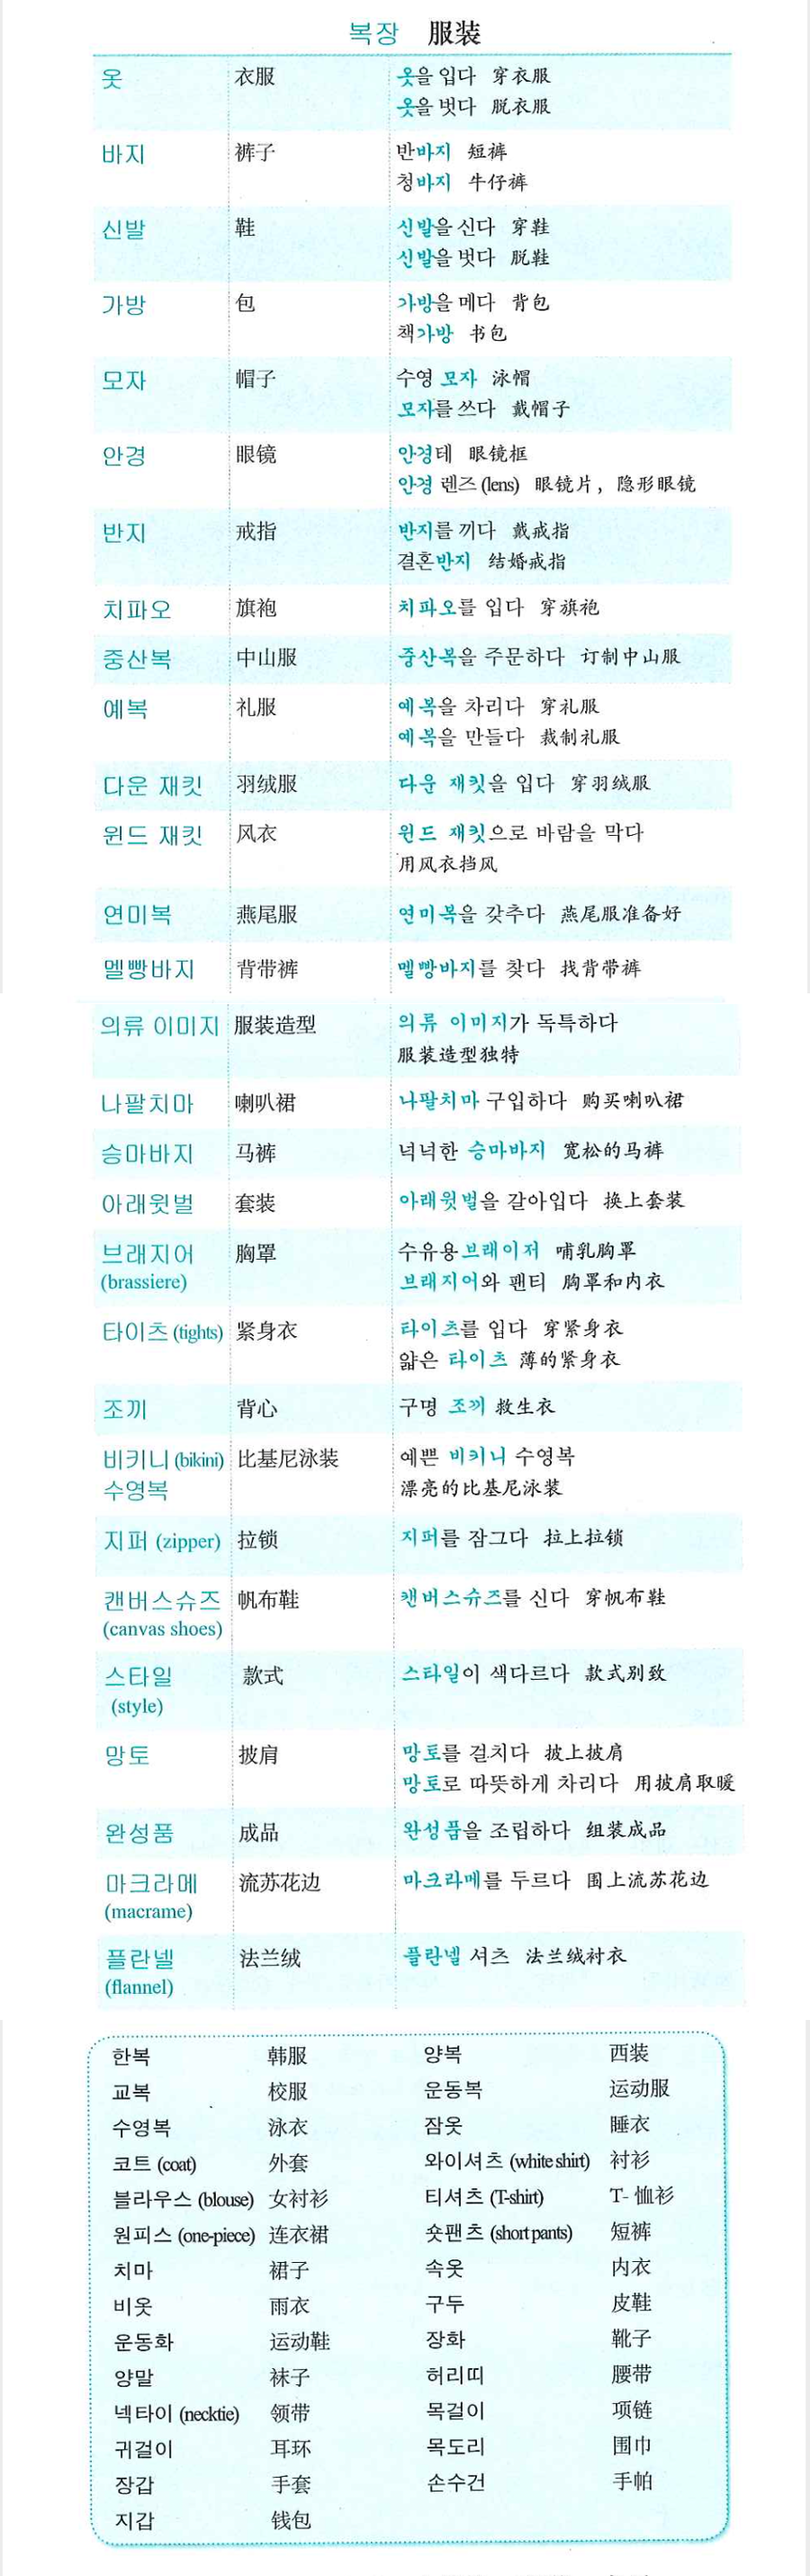 복장 服装
옷 衣服 옷을 입다 穿衣服
옷을 벗다 脱衣服
바지 裤子 반바지 短裤
청바지 牛仔裤
신발 鞋 신발을 신다 穿鞋
신발을 벗다 脱鞋
가방 包 가방을 메다 背包
책가방 书包
모자 帽子 수영 모자 泳帽
모자를 쓰다 戴帽子
안경 眼镜 안경테 眼镜框
안경 렌즈 (lens) 眼镜片，隐形眼镜
반지 戒指 반지를 끼다 戴戒指
결혼반지 结婚戒指
치파오 旗袍 치파오를 입다 穿旗袍
중산복 中山服 중산복을 주문하다 订制中山服
예복 礼服 예복을 차리다 穿礼服
예복을 만들다 裁制礼服
다운 재킷 羽绒服 다운 재킷을 입다 穿羽绒服
윈드 재킷 风衣 윈드 재킷으로 바람을 막다
用风衣挡风
연미복 燕尾服 연미복을 갖추다 燕尾服准备好
멜빵바지 背带裤 멜빵바지를 찾다 找背带裤
의류 이미지 服装造型 의류 이미지가 독특하다
服装造型独特
나팔치마 喇叭裙 나팔치마 구입하다 购买喇叭裙
승마바지 马裤 넉넉한 승마바지 宽松的马裤
아래윗벌 套装 아래윗벌을 갈아입다 换上套装
브래지어 胸罩 수유용브래이저 哺乳胸罩
(brassiere) 브래지어와 팬티 胸罩和内衣
타이츠 (tights) 紧身衣 타이츠를 입다 穿紧身衣
얇은 타이츠 薄的紧身衣
조끼 背心 구명 조끼 救生衣
비키니 (bikini) 比基尼泳装 예쁜 비키니 수영복
수영복 漂亮的比基尼泳装
지퍼 (zipper) 拉锁 지퍼를 잠그다 拉上拉锁
캔버스슈즈 帆布鞋 캔버스슈즈를 신다 穿帆布鞋
(canvas shoes)
스타일 款式 스타일이 색다르다 款式别致
(style)
망토 披肩 망토를 걸치다 披上披肩
망토로 따뜻하게 차리다 用披肩取暖
완성품 成品 완성품을 조립하다 组装成品
마크라메 流苏花边 마크라메를 두르다 围上流苏花边
(macrame)
플란넬 法兰绒 플란넬 셔츠 法兰绒衬衣
(flannel)
한복 韩服 양복 西装
교복 校服 운동복 运动服
수영복 泳衣 잠옷 睡衣
코트 (coat) 外套 와이셔츠 (white shirt) 衬衫
블라우스 (blouse) 女衬衫 티셔츠 (T-shirt) T- 恤衫
원피스 (one-piece) 连衣裙 숏팬츠 (short pants) 短裤
치마 裙子 속옷 内衣
비옷 雨衣 구두 皮鞋
운동화 运动鞋 장화 靴子
양말 袜子 허리띠 腰带
넥타이 (necktie) 领带 목걸이 项链
귀걸이 耳环 목도리 围巾
장갑 手套 손수건 手帕
지갑 钱包